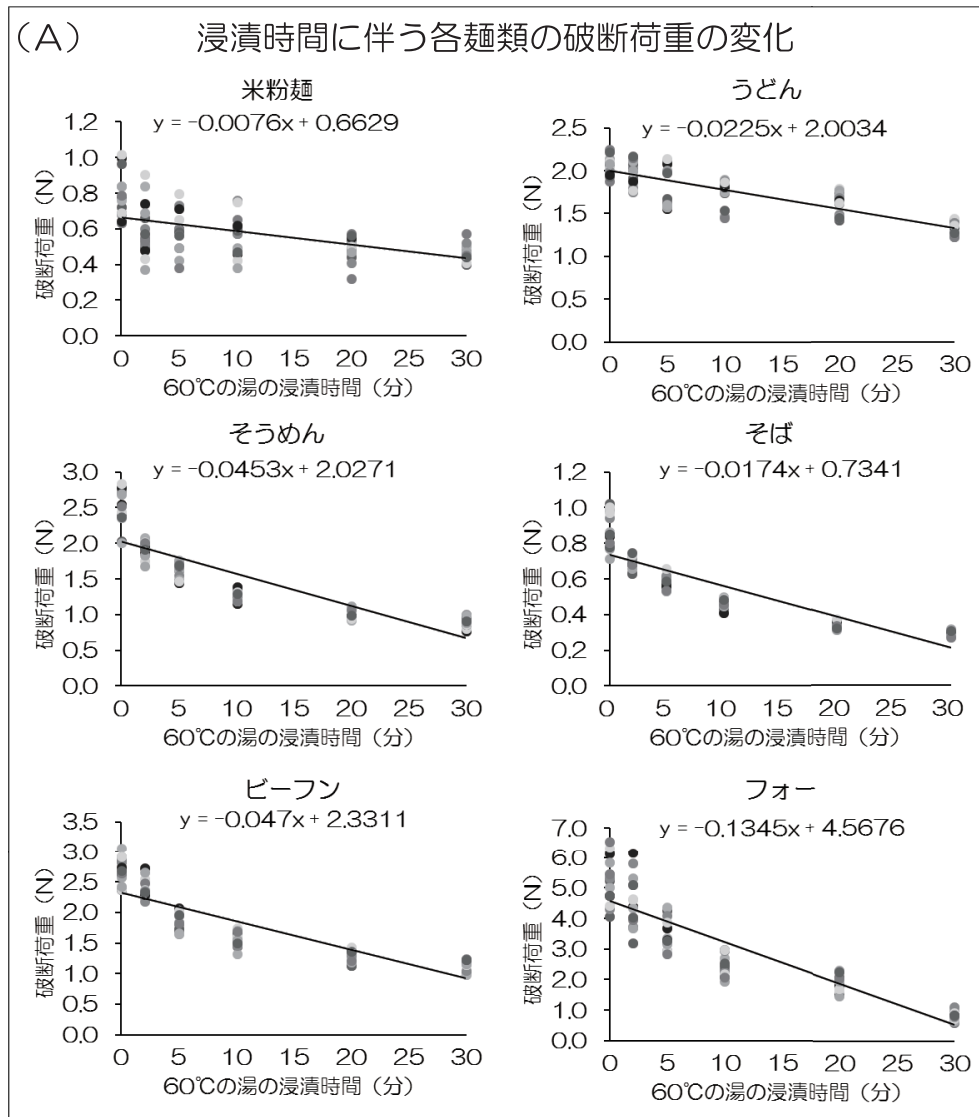 (A) 浸漬時間に伴う各麺類の破断荷重の変化
米粉麺
y = -0.0076x + 0.6629
破断荷重 (N)
1.2
1.0
0.8
0.6
0.4
0.2
0.0
0 5 10 15 20 25 30
60℃の湯の浸漬時間（分）
うどん
y = -0.0225x + 2.0034
破断荷重 (N)
2.5
2.0
1.5
1.0
0.5
0.0
0 5 10 15 20 25 30
60℃の湯の浸漬時間（分）
そうめん
y = -0.0453x + 2.0271
破断荷重 (N)
3.0
2.5
2.0
1.5
1.0
0.5
0.0
0 5 10 15 20 25 30
60℃の湯の浸漬時間（分）
そば
y = -0.0174x + 0.7341
破断荷重 (N)
1.2
1.0
0.8
0.6
0.4
0.2
0.0
0 5 10 15 20 25 30
60℃の湯の浸漬時間（分）
ビーフン
y = -0.047x + 2.3311
破断荷重 (N)
3.5
3.0
2.5
2.0
1.5
1.0
0.5
0.0
0 5 10 15 20 25 30
60℃の湯の浸漬時間（分）
フォー
y = -0.1345x + 4.5676
破断荷重 (N)
7.0
6.0
5.0
4.0
3.0
2.0
1.0
0.0
0 5 10 15 20 25 30
60℃の湯の浸漬時間（分）